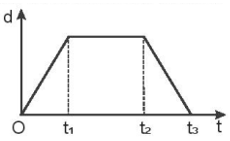 d
O t₁ t₂ t₃ t